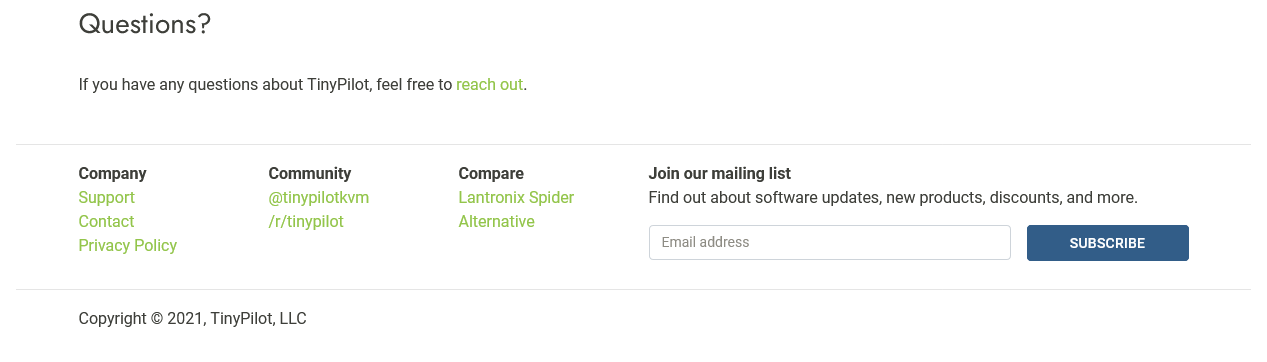 Questions?
If you have any questions about TinyPilot, feel free to reach out.
Company
Support
Contact
Privacy Policy
Community
@tinypilotkvm
/r/tinypilot
Compare
Lantronix Spider
Alternative
Join our mailing list
Find out about software updates, new products, discounts, and more.
Email address
SUBSCRIBE
Copyright © 2021, TinyPilot, LLC